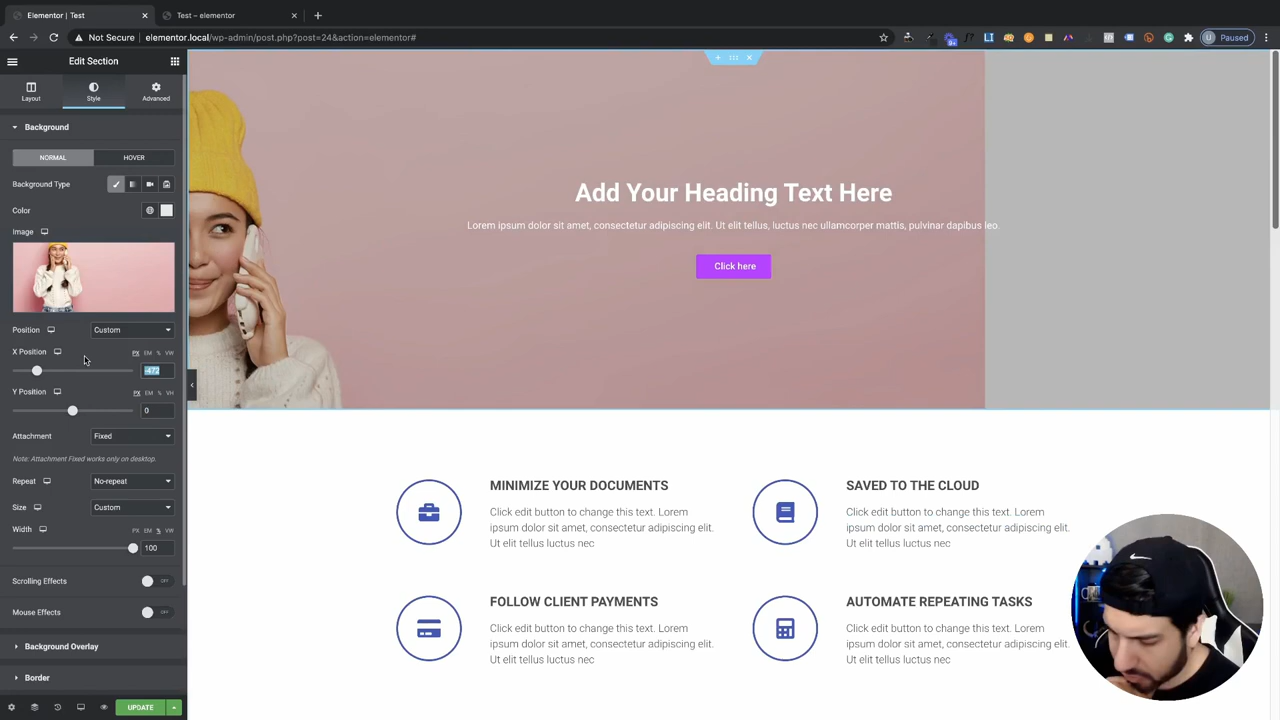 Elementor | Test
Test – elementor
Not Secure
elementor.local/wp-admin/post.php?post=24&action=elementor#
Paused
Edit Section
Layout
Style
Advanced
Background
NORMAL
HOVER
Background Type
Color
Image
Position
Custom
X Position
PX EM % VW
-472
Y Position
PX EM % VH
0
Attachment
Fixed
Note: Attachment Fixed works only on desktop.
Repeat
No-repeat
Size
Custom
Width
PX EM % VW
100
Scrolling Effects
OFF
Mouse Effects
OFF
Background Overlay
Border
UPDATE
Add Your Heading Text Here
Lorem ipsum dolor sit amet, consectetur adipiscing elit. Ut elit tellus, luctus nec ullamcorper mattis, pulvinar dapibus leo.
Click here
MINIMIZE YOUR DOCUMENTS
Click edit button to change this text. Lorem
ipsum dolor sit amet, consectetur adipiscing elit.
Ut elit tellus luctus nec
SAVED TO THE CLOUD
Click edit button to change this text. Lorem
ipsum dolor sit amet, consectetur adipiscing elit.
Ut elit tellus luctus nec
FOLLOW CLIENT PAYMENTS
Click edit button to change this text. Lorem
ipsum dolor sit amet, consectetur adipiscing elit.
Ut elit tellus luctus nec
AUTOMATE REPEATING TASKS
Click edit button to change this text. Lorem
ipsum dolor sit amet, consectetur adipiscing elit.
Ut elit tellus luctus nec